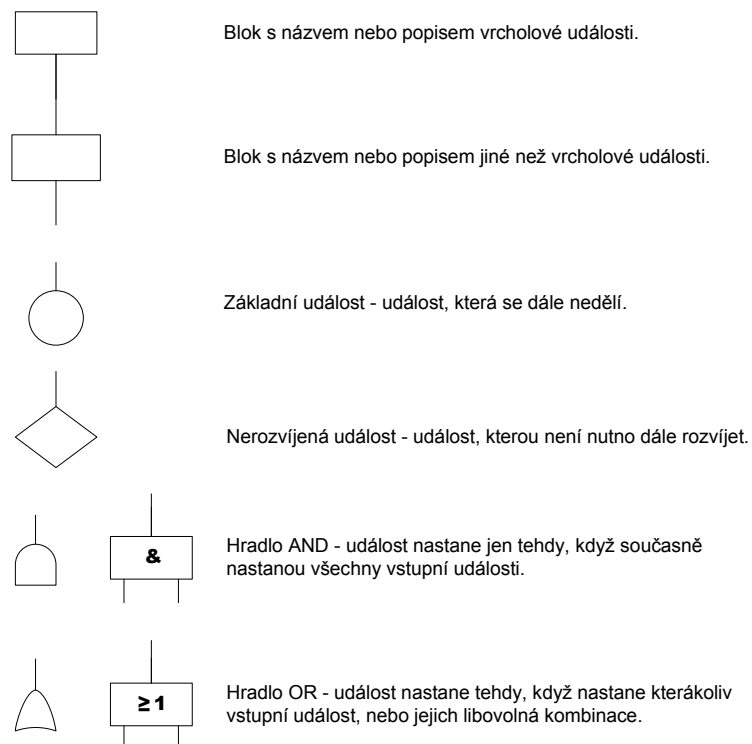 Blok s názvem nebo popisem vrcholové události.
Blok s názvem nebo popisem jiné než vrcholové události.
Základní událost - událost, která se dále nedělí.
Nerozvíjená událost - událost, kterou není nutno dále rozvíjet.
&
Hradlo AND - událost nastane jen tehdy, když současně
nastanou všechny vstupní události.
≥ 1
Hradlo OR - událost nastane tehdy, když nastane kterákoliv
vstupní událost, nebo jejich libovolná kombinace.